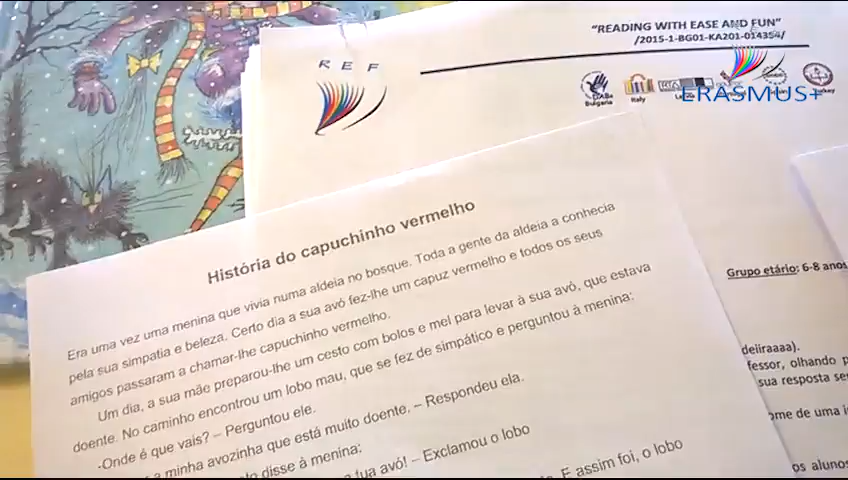 "READING WITH EASE AND FUN"
/2015-1-BG01-KA201-014354/
REF
Bulgaria
Italy
ERASMUS+
História do capuchinho vermelho
Era uma vez uma menina que vivia numa aldeia no bosque. Toda a gente da aldeia a conhecia
pela sua simpatia e beleza. Certo dia a sua avó fez-lhe um capuz vermelho e todos os seus
amigos passaram a chamar-lhe capuchinho vermelho.
Um dia, a sua mãe preparou-lhe um cesto com bolos e mel para levar à sua avó, que estava
doente. No caminho encontrou um lobo mau, que se fez de simpático e perguntou à menina:
-Onde é que vais? – Perguntou ele.
a minha avozinha que está muito doente. – Respondeu ela.
disse à menina:
tua avó! – Exclamou o lobo
E assim foi, o lobo
Grupo etário: 6-8 anos
deiiraaaa).
fessor, olhando
sua resposta
ome de uma
os alunos